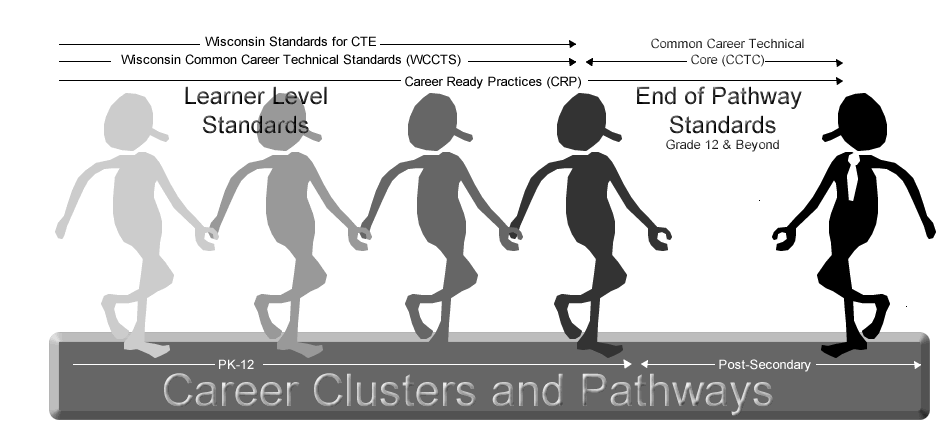 Wisconsin Standards for CTE
Wisconsin Common Career Technical Standards (WCCTS)
Common Career Technical
Core (CCTC)
Career Ready Practices (CRP)
Learner Level
Standards
End of Pathway
Standards
Grade 12 & Beyond
PK-12
Post-Secondary
Career Clusters and Pathways